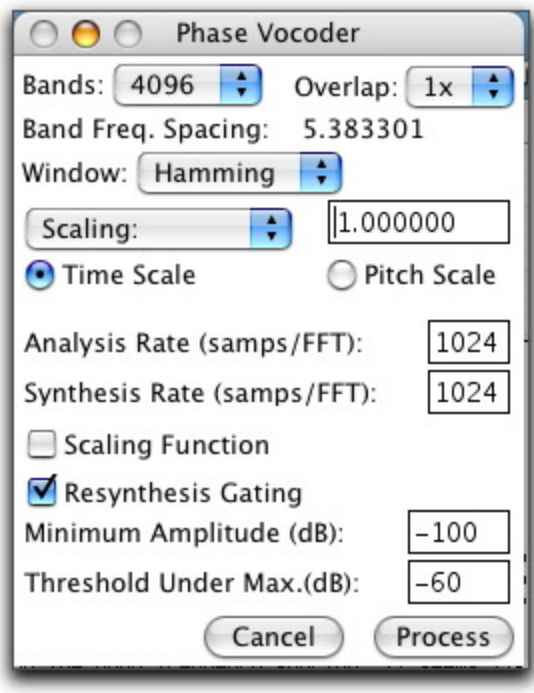 Phase Vocoder
Bands: 4096 Overlap: 1x
Band Freq. Spacing: 5.383301
Window: Hamming
Scaling: 1.000000
Time Scale Pitch Scale
Analysis Rate (samps/FFT): 1024
Synthesis Rate (samps/FFT): 1024
Scaling Function
Resynthesis Gating
Minimum Amplitude (dB): -100
Threshold Under Max.(dB): -60
Cancel Process